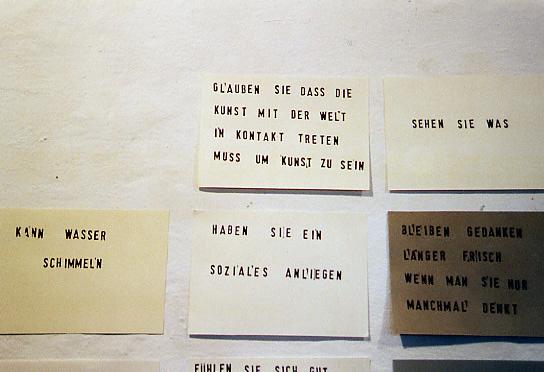 GLAUBEN SIE DASS DIE
KUNST MIT DER WELT
IN KONTAKT TRETEN
MUSS UM KUNST ZU SEIN
SEHEN SIE WAS
KANN WASSER
SCHIMMELN
HABEN SIE EIN
SOZIALES ANLIEGEN
BLEIBEN GEDANKEN
LÄNGER FRISCH
WENN MAN SIE NUR
MANCHMAL DENKT
FÜHLEN SIE SICH GUT